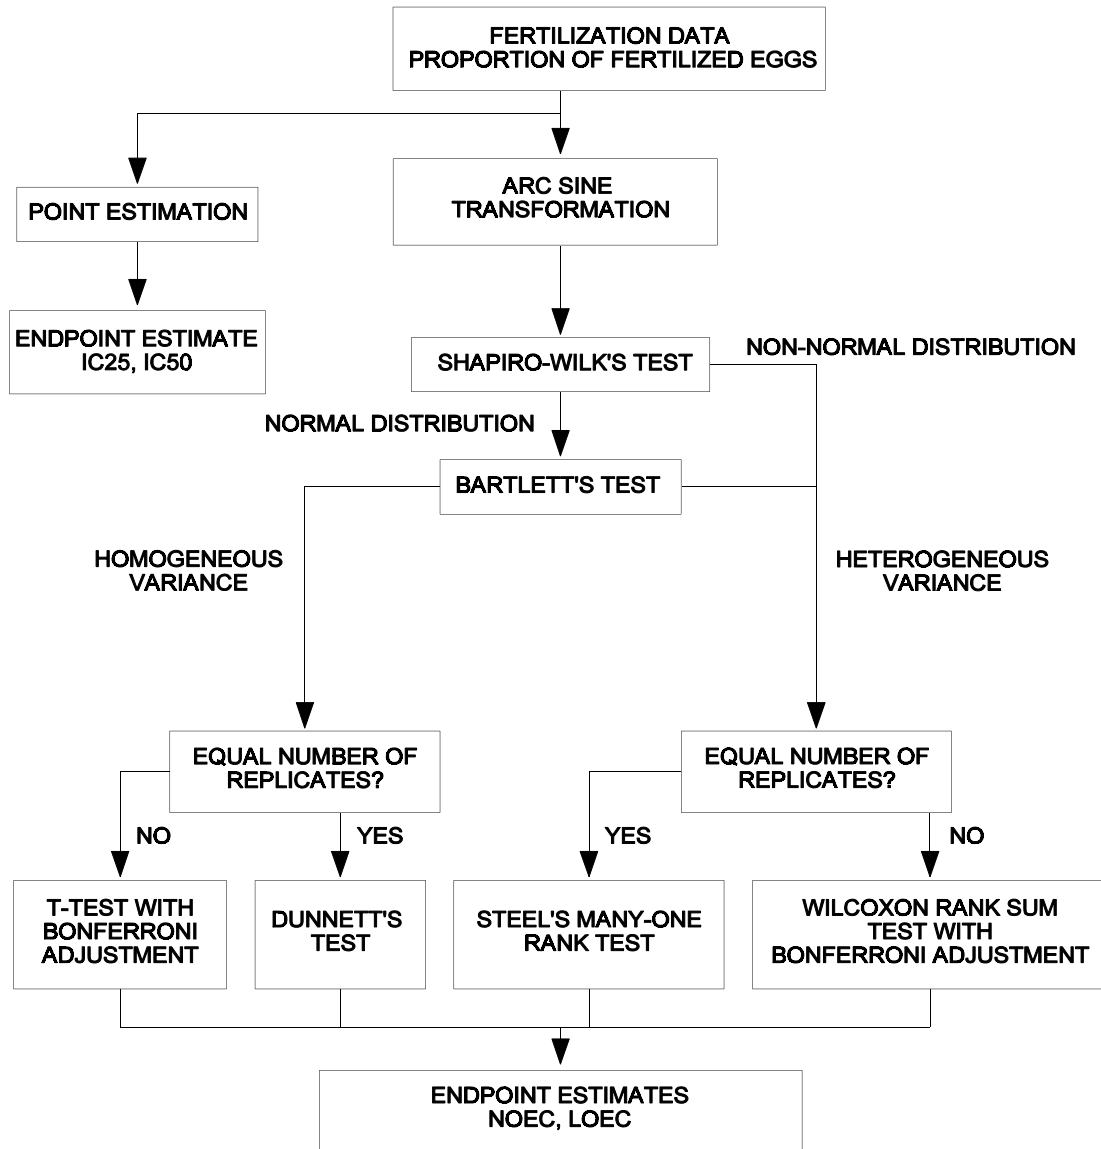 FERTILIZATION DATA
PROPORTION OF FERTILIZED EGGS
ARC SINE
TRANSFORMATION
POINT ESTIMATION
ENDPOINT ESTIMATE
IC25, IC50
SHAPIRO-WILK'S TEST
NON-NORMAL DISTRIBUTION
NORMAL DISTRIBUTION
BARTLETT'S TEST
HOMOGENEOUS
VARIANCE
HETEROGENEOUS
VARIANCE
EQUAL NUMBER OF
REPLICATES?
EQUAL NUMBER OF
REPLICATES?
NO
YES
YES
NO
T-TEST WITH
BONFERRONI
ADJUSTMENT
DUNNETT'S
TEST
STEEL'S MANY-ONE
RANK TEST
WILCOXON RANK SUM
TEST WITH
BONFERRONI ADJUSTMENT
ENDPOINT ESTIMATES
NOEC, LOEC